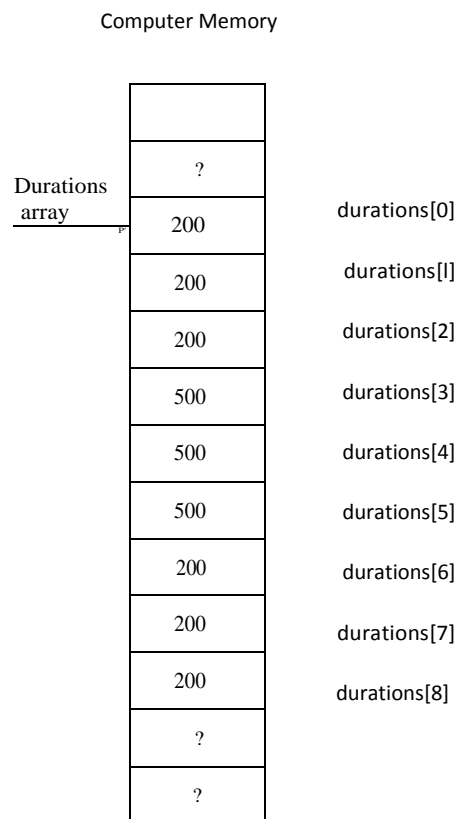 Computer Memory
?
Durations
array
200 durations[0]
200 durations[l]
200 durations[2]
500 durations[3]
500 durations[4]
500 durations[5]
200 durations[6]
200 durations[7]
200 durations[8]
?
?